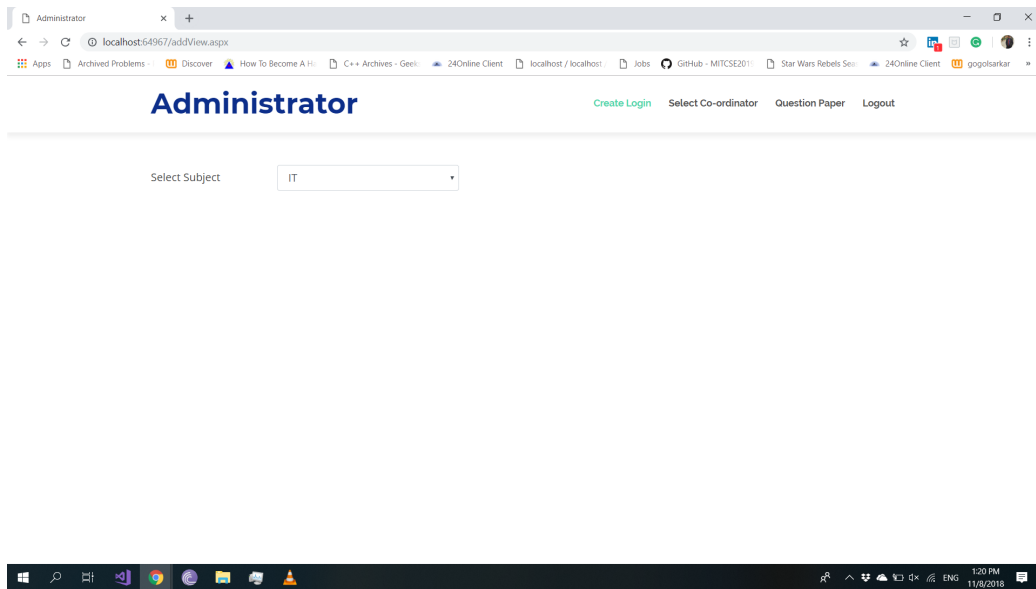 Administrator
localhost:64967/addView.aspx
Apps Archived Problems - Discover How To Become A Ha C++ Archives - Geek 24Online Client localhost / localhost / Jobs GitHub - MITCSE201 Star Wars Rebels Sea 24Online Client gogolsarkar »
Administrator Create Login Select Co-ordinator Question Paper Logout
Select Subject IT
ENG 1:20 PM
11/8/2018